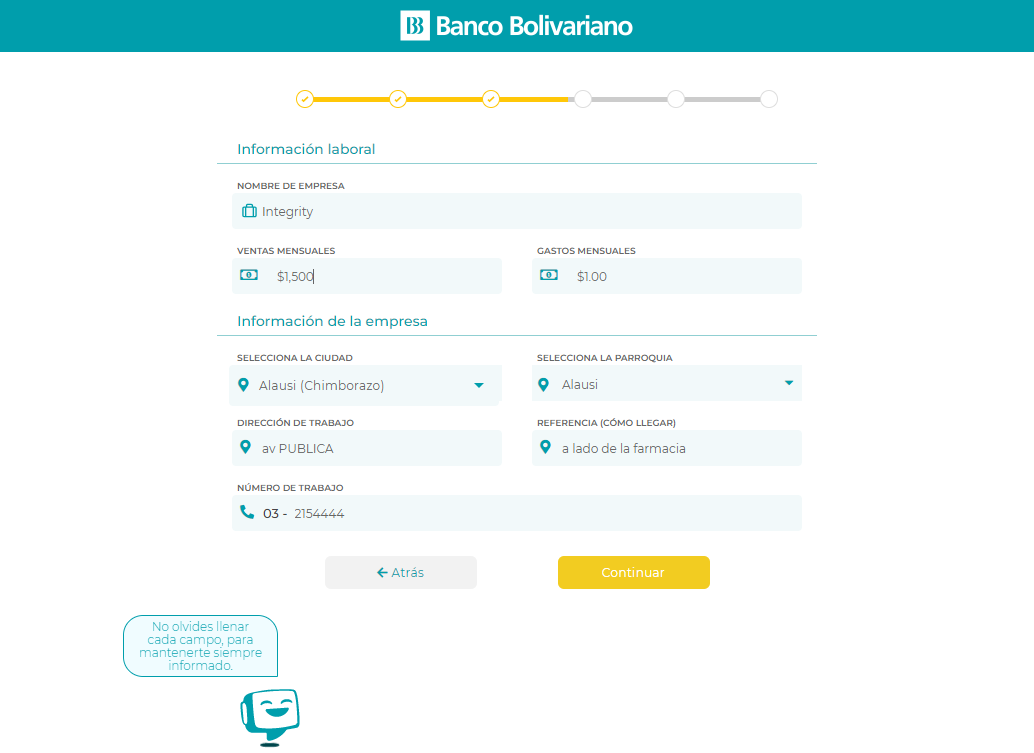 Banco Bolivariano
Información laboral
NOMBRE DE EMPRESA
Integrity
VENTAS MENSUALES
GASTOS MENSUALES
$1,500
$1.00
Información de la empresa
SELECCIONA LA CIUDAD
SELECCIONA LA PARROQUIA
Alausi (Chimborazo)
Alausi
DIRECCIÓN DE TRABAJO
REFERENCIA (CÓMO LLEGAR)
av PUBLICA
a lado de la farmacia
NÚMERO DE TRABAJO
03 - 2154444
Atrás
Continuar
No olvides llenar
cada campo, para
mantenerte siempre
informado.